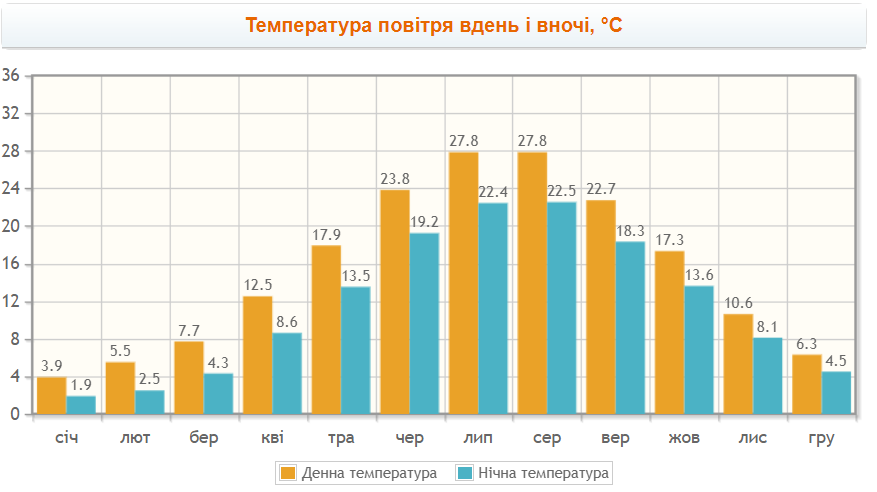 Температура повітря вдень і вночі, °C
36
32
28
24
20
16
12
8
4
0
3.9 1.9 5.5 2.5 7.7 4.3 12.5 8.6 17.9 13.5 23.8 19.2 27.8 22.4 27.8 22.5 22.7 18.3 17.3 13.6 10.6 8.1 6.3 4.5
січ лют бер кві тра чер лип сер вер жов лис гру
Денна температура Нічна температура